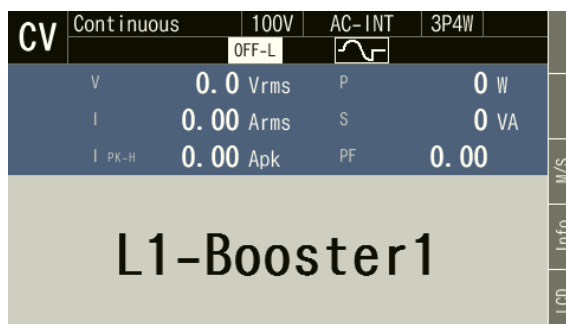 CV Continuous 100V AC-INT 3P4W
OFF-L
V 0.0 Vrms P 0 W
I 0.00 Arms S 0 VA
I PK-H 0.00 Apk PF 0.00
L1-Booster1
M/S
Info
LCD